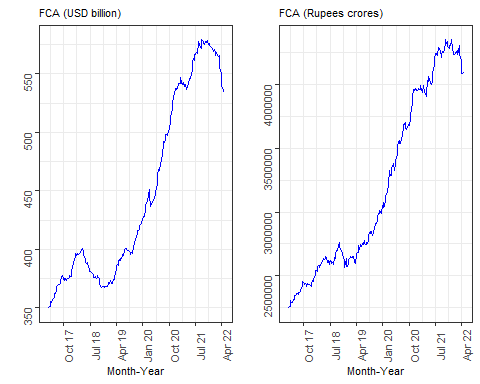 FCA (USD billion)
550
500
450
400
350
Oct 17
Jul 18
Apr 19
Jan 20
Oct 20
Jul 21
Apr 22
Month-Year
FCA (Rupees crores)
4000000
3500000
3000000
2500000
Oct 17
Jul 18
Apr 19
Jan 20
Oct 20
Jul 21
Apr 22
Month-Year